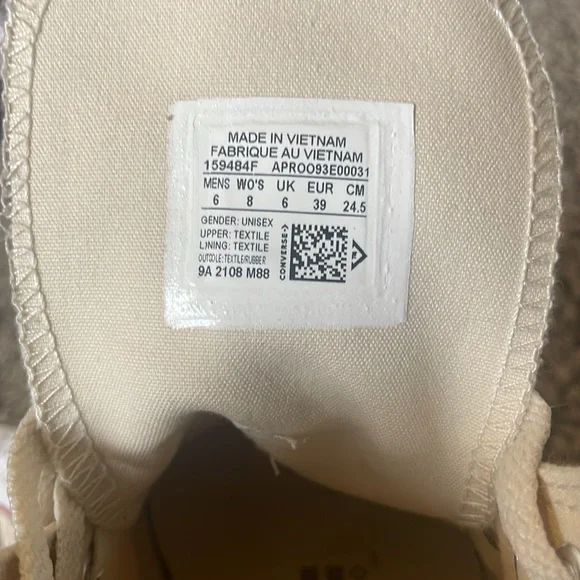 MADE IN VIETNAM
FABRIQUE AU VIETNAM
159484F APROO93E00031
MENS WO'S UK EUR CM
6 8 6 39 24.5
GENDER: UNISEX
UPPER: TEXTILE
LINING: TEXTILE
OUTSOLE: TEXTILE/RUBBER
9A 2108 M88
CONVERSE